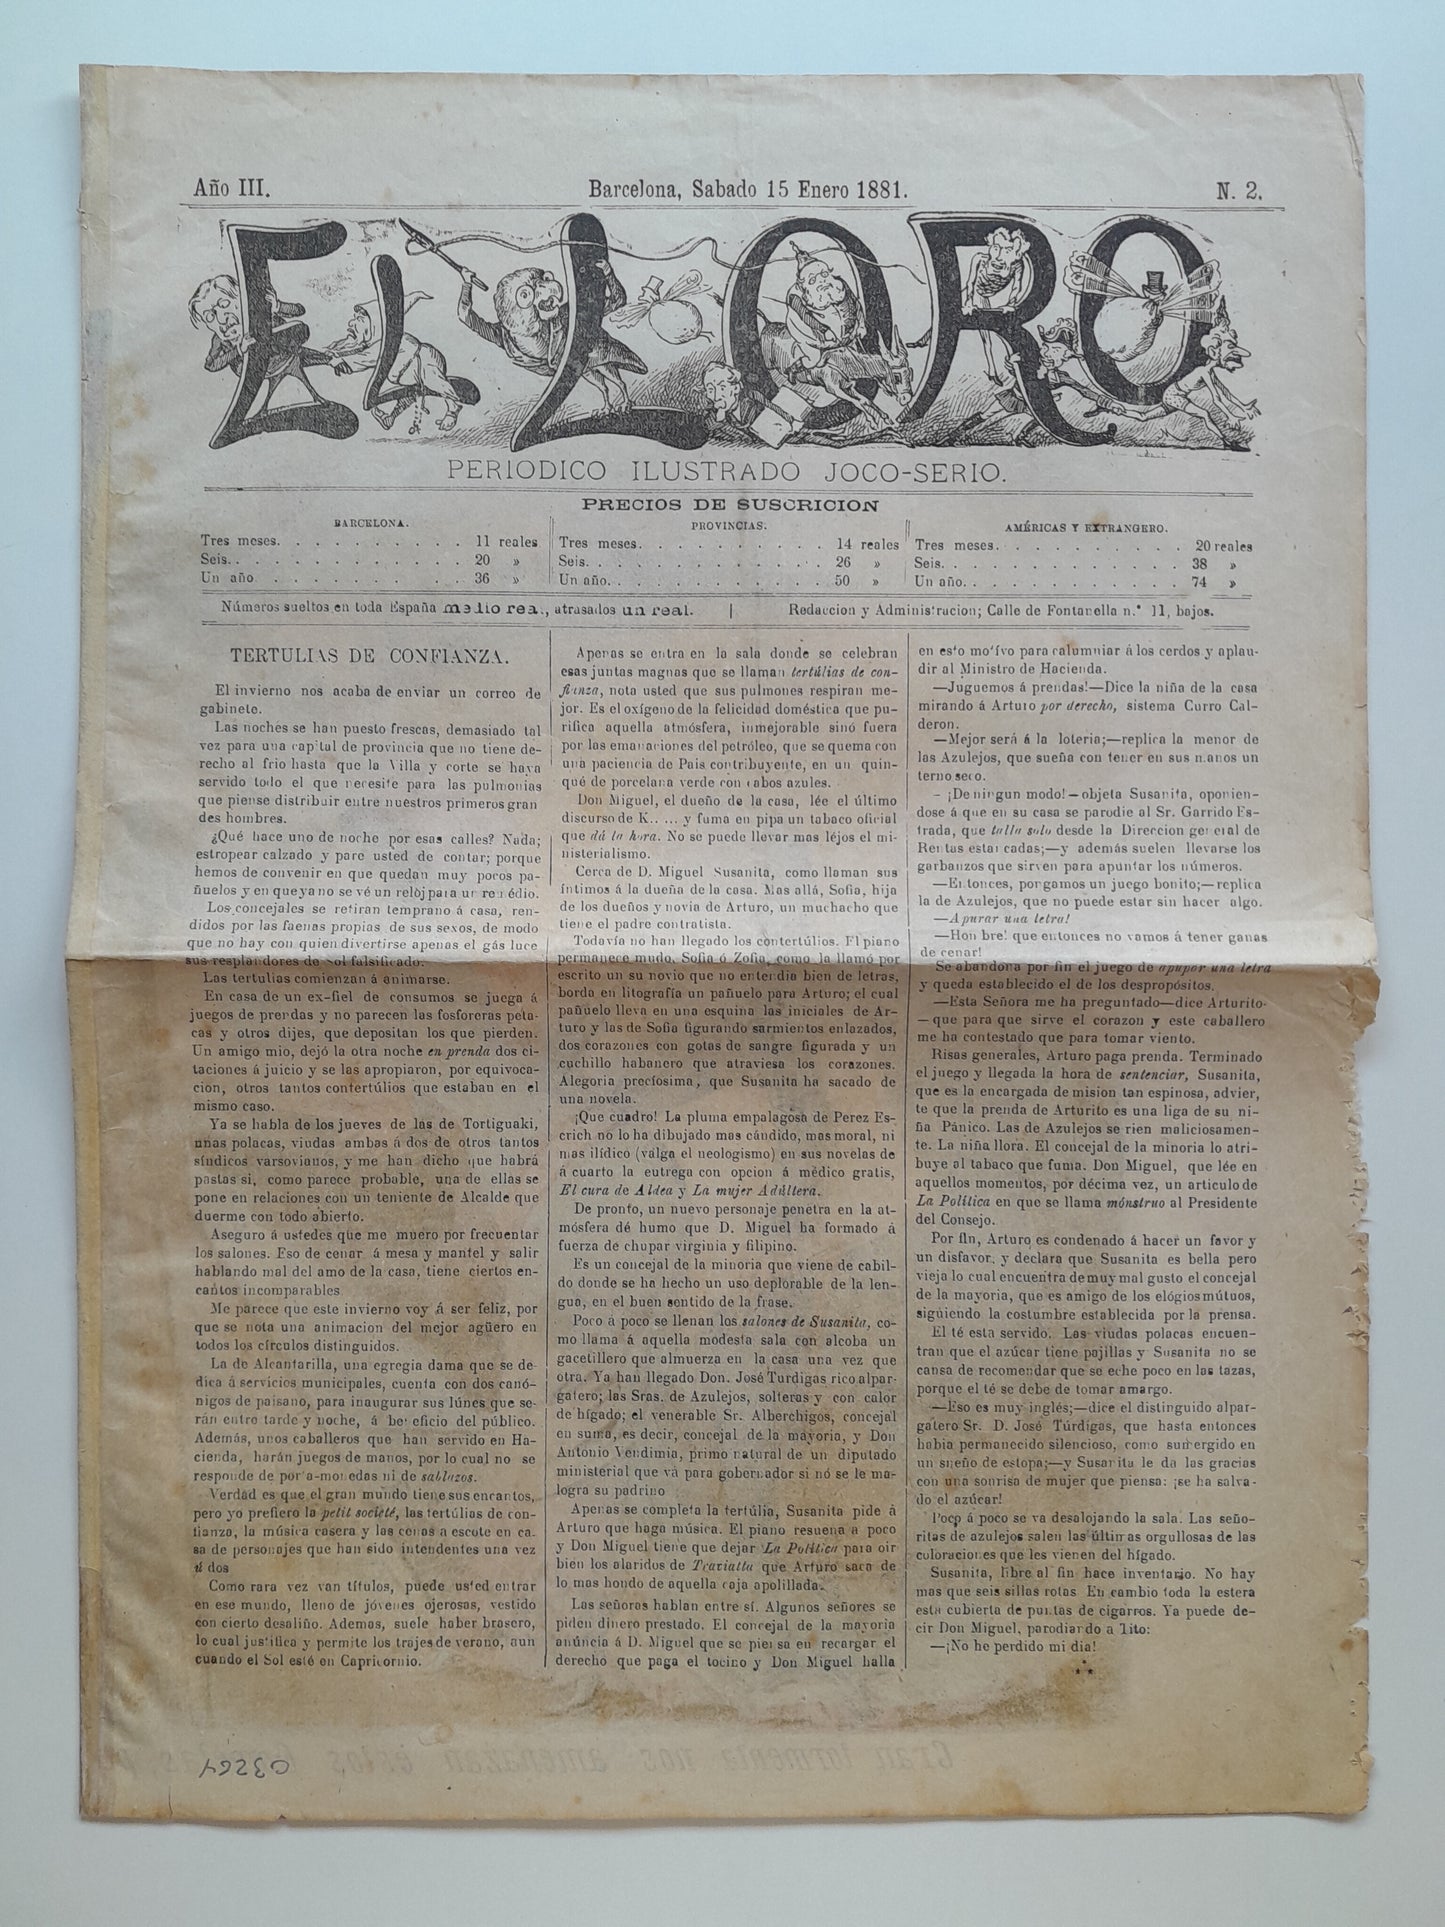 Año III.
Barcelona, Sabado 15 Enero 1881.
N. 2.
EL LORO
PERIODICO ILUSTRADO JOCO-SERIO.
PRECIOS DE SUSCRICION
BARCELONA.
Tres meses. . . . . . . . . . 11 reales
Seis. . . . . . . . . . . . 20 »
Un año . . . . . . . . . 36 »
PROVINCIAS.
Tres meses. . . . . . . . . . 14 reales
Seis. . . . . . . . . . . . . 26 »
Un año. . . . . . . . . . . . 50 »
AMÉRICAS Y EXTRANGERO.
Tres meses. . . . . . . . . . 20 reales
Seis. . . . . . . . . . . . . 38 »
Un año. . . . . . . . . . . . 74 »
Números sueltos en toda España medio rea., atrasados un real. | Redaccion y Administracion; Calle de Fontanella n.º 11, bajos.
TERTULIAS DE CONFIANZA.
El invierno nos acaba de enviar un correo de
gabinete.
Las noches se han puesto frescas, demasiado tal
vez para una capital de provincia que no tiene de-
recho al frio hasta que la Villa y corte se haya
servido todo el que necesite para las pulmonias
que piense distribuir entre nuestros primeros gran
des hombres.
¿Qué hace uno de noche por esas calles? Nada;
estropear calzado y pare usted de contar; porque
hemos de convenir en que quedan muy pocos pa-
ñuelos y en que ya no se vé un reloj para un remédio.
Los concejales se retiran temprano á casa, ren-
didos por las faenas propias de sus sexos, de modo
que no hay con quien divertirse apenas el gás luce
sus resplandores de Sol falsificado.
Las tertulias comienzan á animarse.
En casa de un ex-fiel de consumos se juega á
juegos de prendas y no parecen las fosforeras peta-
cas y otros dijes, que depositan los que pierden.
Un amigo mio, dejó la otra noche en prenda dos ci-
taciones á juicio y se las apropiaron, por equivoca-
cion, otros tantos contertúlios que estaban en el
mismo caso.
Ya se habla de los jueves de las de Tortiguaki,
unas polacas, viudas ambas á dos de otros tantos
síndicos varsovianos, y me han dicho que habrá
pastas si, como parece probable, una de ellas se
pone en relaciones con un teniente de Alcalde que
duerme con todo abierto.
Aseguro á ustedes que me muero por frecuentar
los salones. Eso de cenar á mesa y mantel y salir
hablando mal del amo de la casa, tiene ciertos en-
cantos incomparables
Me parece que este invierno voy á ser feliz, por
que se nota una animacion del mejor agüero en
todos los círculos distinguidos.
La de Alcantarilla, una egregia dama que se de-
dica á servicios municipales, cuenta con dos canó-
nigos de paisano, para inaugurar sus lúnes que se-
rán entre tarde y noche, á beneficio del público.
Además, unos caballeros que han servido en Ha-
cienda, harán juegos de manos, por lo cual no se
responde de porta-monedas ni de sablazos.
Verdad es que el gran mundo tiene sus encantos,
pero yo prefiero la petit societé, las tertúlias de con-
fianza, la música casera y las cenas a escote en ca-
sa de personajes que han sido intendentes una vez
ú dos
Como rara vez van títulos, puede usted entrar
en ese mundo, lleno de jóvenes ojerosas, vestido
con cierto desaliño. Ademas, suele haber brasero,
lo cual justifica y permite los trajes de verano, aun
cuando el Sol esté en Capricornio.
Apenas se entra en la sala donde se celebran
esas juntas magnas que se llaman tertúlias de con-
fianza, nota usted que sus pulmones respiran me-
jor. Es el oxígeno de la felicidad doméstica que pu-
rifica aquella atmósfera, inmejorable sinó fuera
por las emanaciones del petróleo, que se quema con
una paciencia de Pais contribuyente, en un quin-
qué de porcelana verde con cabos azules.
Don Miguel, el dueño de la casa, lée el último
discurso de K.. ... y fuma en pipa un tabaco oficial
que dá la hora. No se puede llevar mas léjos el mi-
nisterialismo.
Cerca de D. Miguel Susanita, como llaman sus
íntimos á la dueña de la casa. Mas allá, Sofía, hija
de los dueños y novia de Arturo, un muchacho que
tiene el padre contratista.
Todavía no han llegado los contertúlios. El piano
permanece mudo. Sofia ó Zofia, como la llamó por
escrito un su novio que no entendia bien de letras,
borda en litografía un pañuelo para Arturo; el cual
pañuelo lleva en una esquina las iniciales de Ar-
turo y las de Sofia figurando sarmientos enlazados,
dos corazones con gotas de sangre figurada y un
cuchillo habanero que atraviesa los corazones.
Alegoria precíosima, que Susanita ha sacado de
una novela.
¡Que cuadro! La pluma empalagosa de Perez Es-
crich no lo ha dibujado mas cándido, mas moral, ni
mas ilídico (valga el neologismo) en sus novelas de
á cuarto la eutrega con opcion á mèdico gratis,
El cura de Aldea y La mujer Adúltera.
De pronto, un nuevo personaje penetra en la at-
mósfera dé humo que D. Miguel ha formado á
fuerza de chupar virginia y filipino.
Es un concejal de la minoria que viene de cabil-
do donde se ha hecho un uso deplorable de la len-
gua, en el buen sentido de la frase.
Poco á poco se llenan los salones de Susanita, co-
mo llama á aquella modesta sala con alcoba un
gacetillero que almuerza en la casa una vez que
otra. Ya han llegado Don. José Turdigas rico alpar-
gatero; las Sras. de Azulejos, solteras y con calor
de hígado; el venerable Sr. Alberchigos, concejal
en suma, es decir, concejal de la mayoria, y Don
Antonio Vendimia, primo natural de un diputado
ministerial que vá para gobernador si nó se le ma-
logra su padrino
Apenas se completa la tertúlia, Susanita pide á
Arturo que haga música. El piano resuena a poco
y Don Miguel tiene que dejar La Política para oir
bien los alaridos de Traviatta que Arturo saca de
lo mas hondo de aquella caja apolillada.
Las señoras hablan entre sí. Algunos señores se
piden dinero prestado. El concejal de la mayoria
anúncia á D. Miguel que se piensa en recargar el
derecho que paga el tocino y Don Miguel halla
en esto motivo para calumniar á los cerdos y aplau-
dir al Ministro de Hacienda.
—Juguemos á prendas!—Dice la niña de la casa
mirando á Arturo por derecho, sistema Curro Cal-
deron.
—Mejor será á la loteria;—replica la menor de
las Azulejos, que sueña con tener en sus manos un
terno seco.
- ¡De ningun modo!—objeta Susanita, oponien-
dose á que en su casa se parodie al Sr. Garrido Es-
trada, que talla solo desde la Direccion general de
Rentas estancadas;—y además suelen llevarse los
garbanzos que sirven para apuntar los números.
—Entonces, pongamos un juego bonito;—replica
la de Azulejos, que no puede estar sin hacer algo.
—Apurar una letra!
—Hombre! que entonces no vamos á tener ganas
de cenar!
Se abandona por fin el juego de apupor una letra
y queda establecido el de los despropósitos.
—Esta Señora me ha preguntado—dice Arturito-
—que para que sirve el corazon y este caballero
me ha contestado que para tomar viento.
Risas generales, Arturo paga prenda. Terminado
el juego y llegada la hora de sentenciar, Susanita,
que es la encargada de mision tan espinosa, advier,
te que la prenda de Arturito es una liga de su ni-
ña Pánico. Las de Azulejos se rien maliciosamen-
te. La niña llora. El concejal de la minoria lo atri-
buye al tabaco que fuma. Don Miguel, que lée en
aquellos momentos, por décima vez, un articulo de
La Política en que se llama mónstruo al Presidente
del Consejo.
Por fin, Arturo es condenado á hacer un favor y
un disfavor. y declara que Susanita es bella pero
vieja lo cual encuentra de muy mal gusto el concejal
de la mayoria, que es amigo de los elógios mútuos,
siguiendo la costumbre establecida por la prensa.
El té esta servido. Las viudas polacas encuen-
tran que el azúcar tiene pajillas y Susanita no se
cansa de recomendar que se eche poco en las tazas,
porque el té se debe de tomar amargo.
—Eso es muy inglés;—dice el distinguido alpar-
gatero Sr. D. José Túrdigas, que hasta entonces
habia permanecido silencioso, como sumergido en
un sueño de estopa;—y Susanita le da las gracias
con una sonrisa de mujer que piensa: ¡se ha salva-
do el azúcar!
Poco á poco se va desalojando la sala. Las seño-
ritas de azulejos salen las últimas orgullosas de las
coloraciones que les vienen del hígado.
Susanita, libre al fin hace inventario. No hay
mas que seis sillas rotas. En cambio toda la estera
está cubierta de puntas de cigarros. Ya puede de-
cir Don Miguel, parodiando a Tito:
—¡No he perdido mi dia!
⁂
C3264